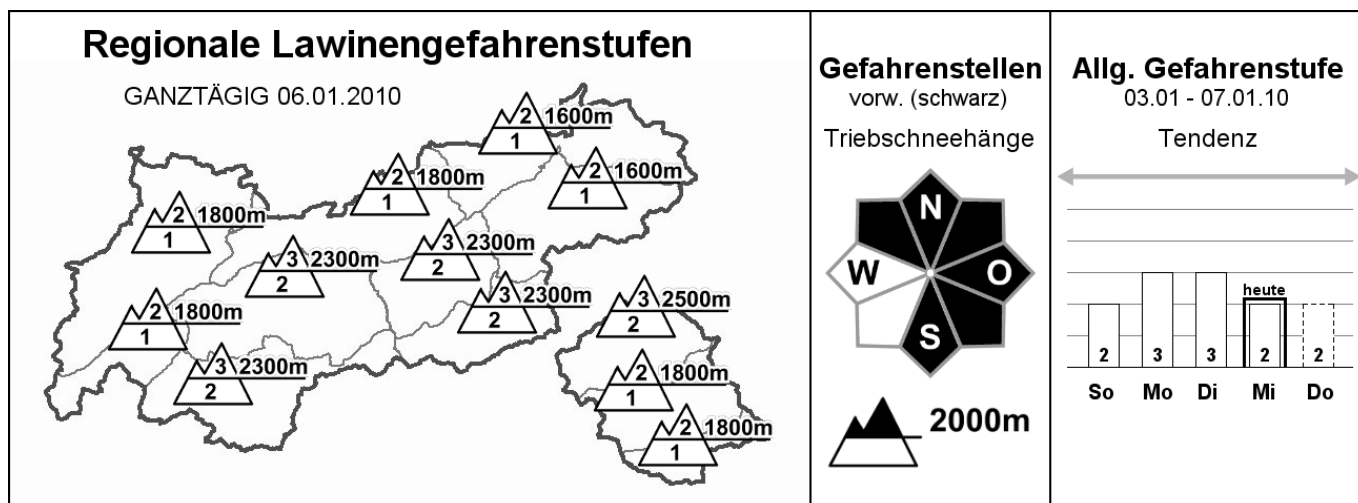 Regionale Lawinengefahrenstufen
GANZTÄGIG 06.01.2010
2 1600m
1
2 1600m
1
2 1800m
1
2 1800m
1
3 2300m
2
3 2300m
2
3 2300m
2
3 2500m
2
2 1800m
1
3 2300m
2
2 1800m
1
2 1800m
1
Gefahrenstellen
vorw. (schwarz)
Triebschneehänge
N
W O
S
2000m
Allg. Gefahrenstufe
03.01 - 07.01.10
Tendenz
heute
2 3 3 2 2
So Mo Di Mi Do